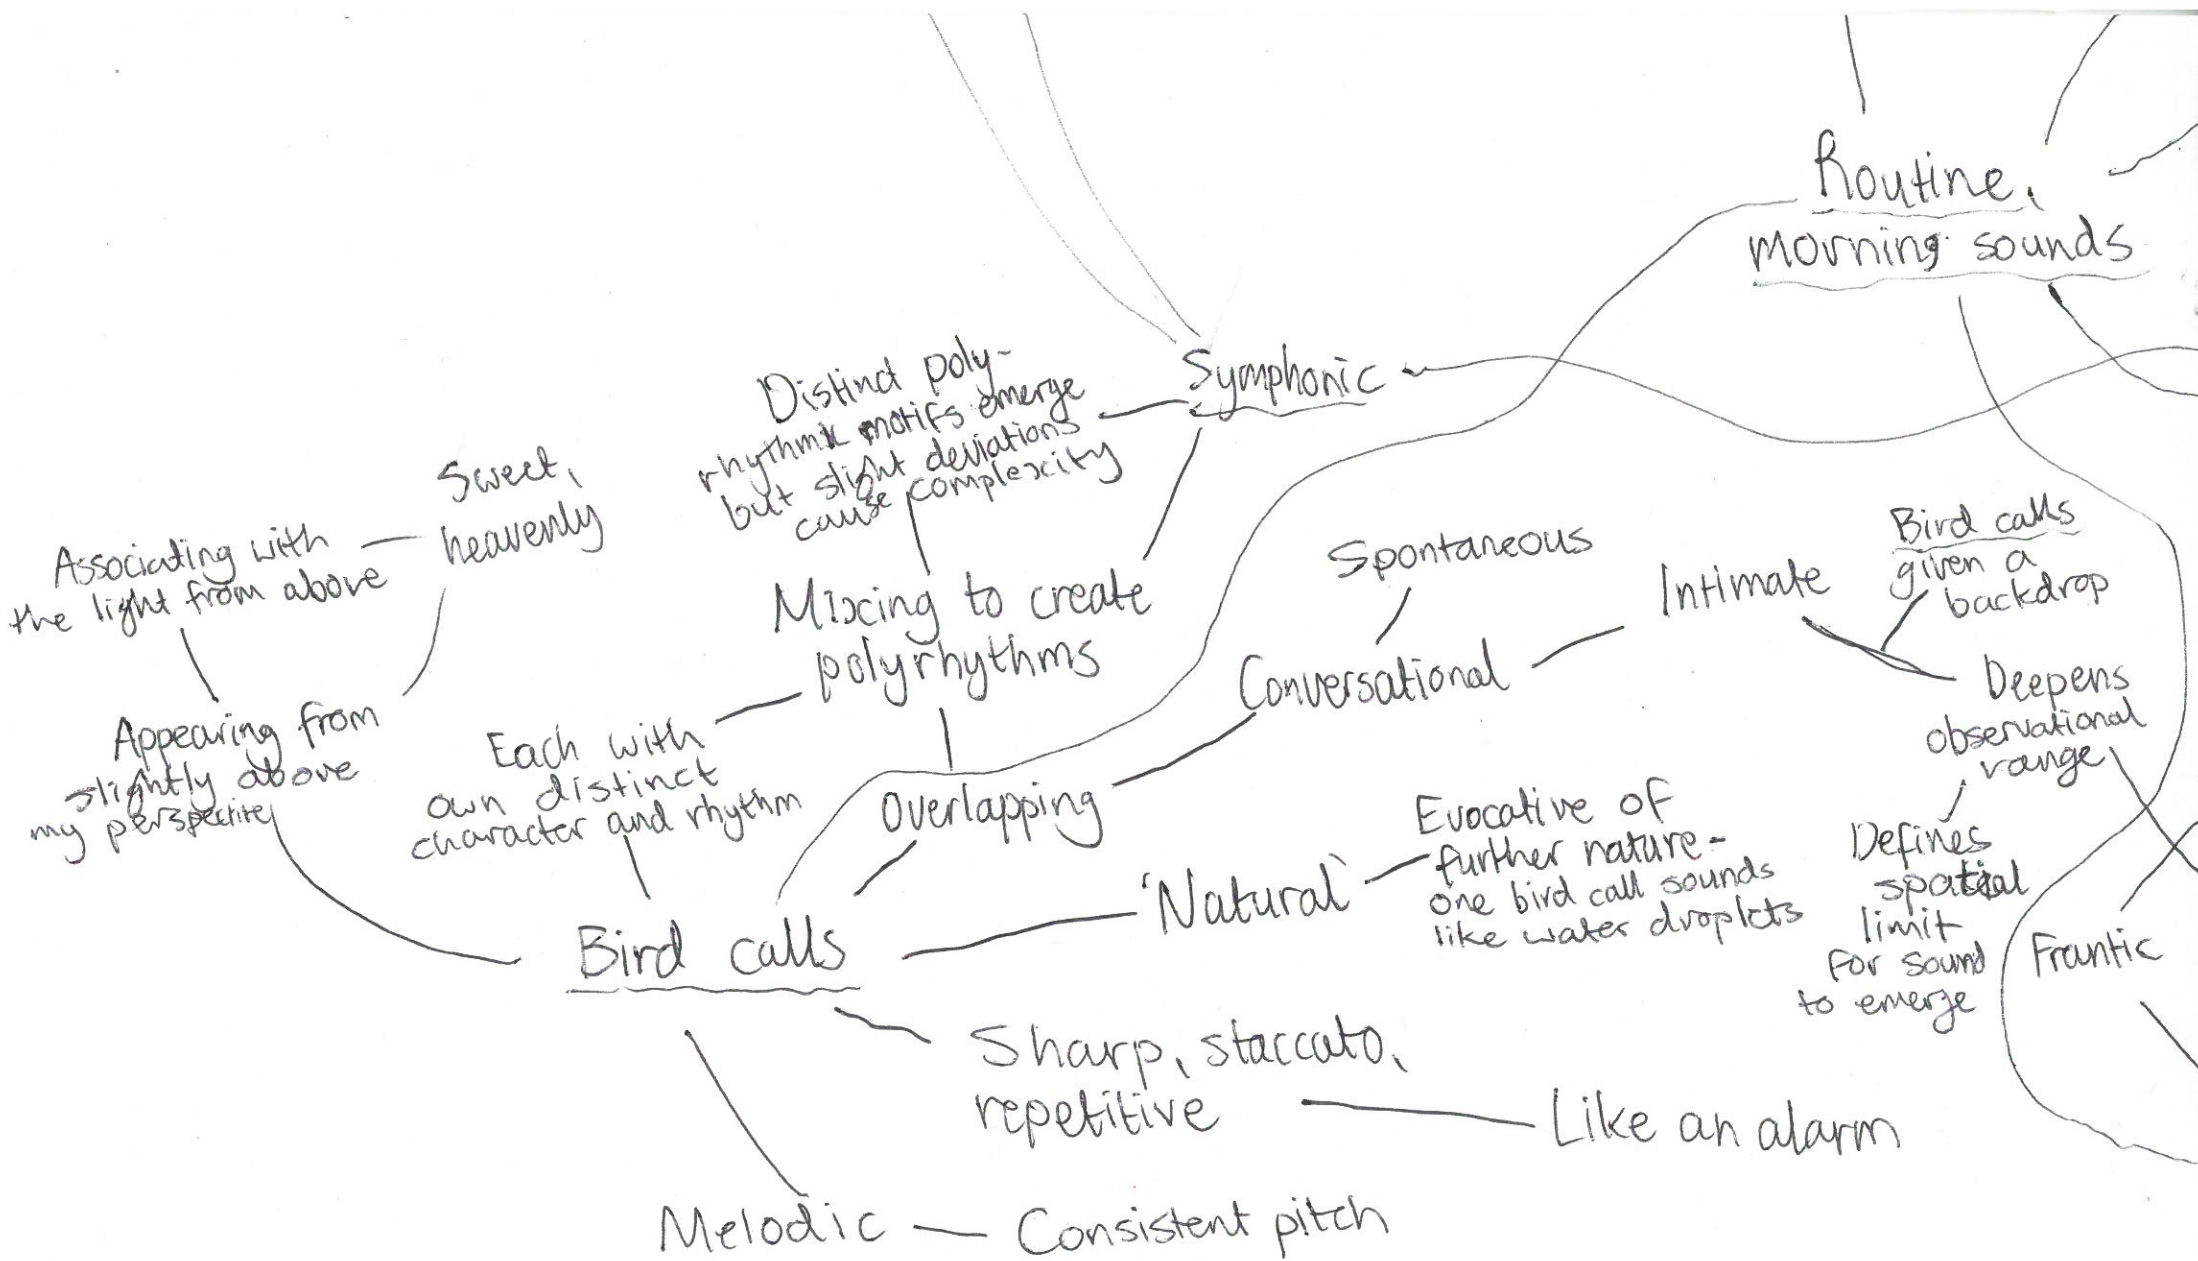 Routine,
morning sounds
Symphonic
Distinct poly-
rhythmic motifs emerge
but slight deviations
cause complexity
Sweet,
heavenly
Associating with
the light from above
Appearing from
slightly above
my perspective
Mixing to create
polyrhythms
Each with
own distinct
character and rhythm
Overlapping
Spontaneous
Conversational
Intimate
Bird calls
given a
backdrop
Deepens
observational
range
Defines
spatial
limit
for sound
to emerge
Frantic
'Natural'
Evocative of
further nature-
one bird call sounds
like water droplets
Bird calls
Sharp, staccato,
repetitive
Like an alarm
Melodic
Consistent pitch